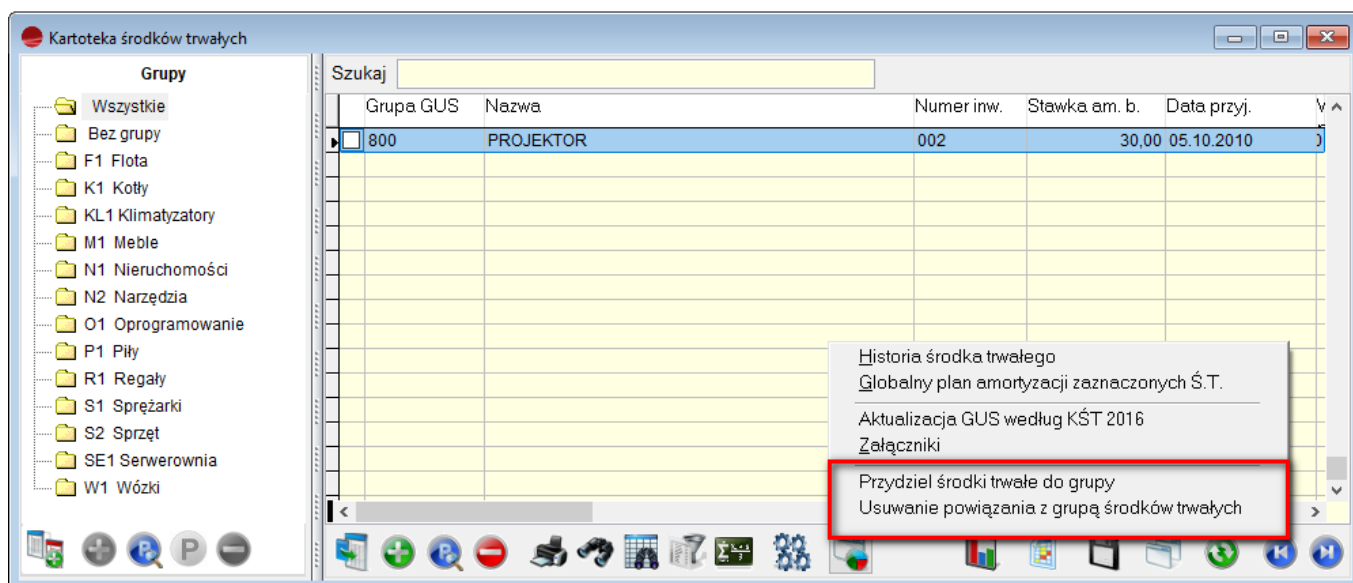 Kartoteka środków trwałych
Grupy
Wszystkie
Bez grupy
F1 Flota
K1 Kotły
KL1 Klimatyzatory
M1 Meble
N1 Nieruchomości
N2 Narzędzia
O1 Oprogramowanie
P1 Piły
R1 Regały
S1 Sprężarki
S2 Sprzęt
SE1 Serwerownia
W1 Wózki
Szukaj
Grupa GUS Nazwa Numer inw. Stawka am. b. Data przyj.
800 PROJEKTOR 002 30,00 05.10.2010
Historia środka trwałego
Globalny plan amortyzacji zaznaczonych Ś.T.
Aktualizacja GUS według KŚT 2016
Załączniki
Przydziel środki trwałe do grupy
Usuwanie powiązania z grupą środków trwałych